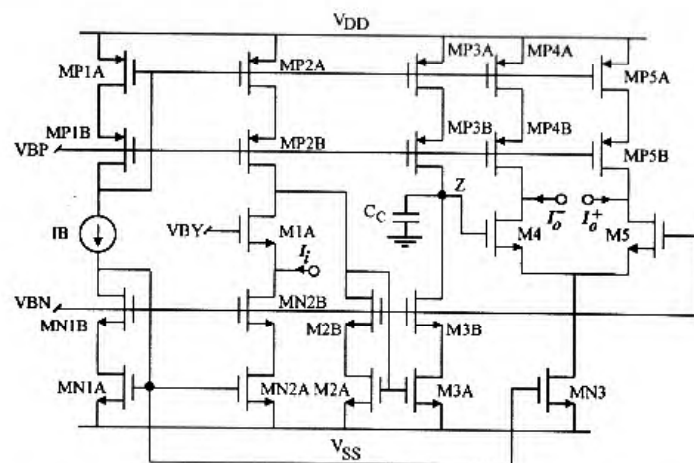 VDD
MP1A
MP2A
MP3A
MP4A
MP5A
MP1B
MP2B
MP3B
MP4B
MP5B
VBP
Z
CC
Io-
Io+
IB
VBY
M1A
Ii
M4
M5
VBN
MN1B
MN2B
M2B
M3B
MN1A
MN2A
M2A
M3A
MN3
VSS